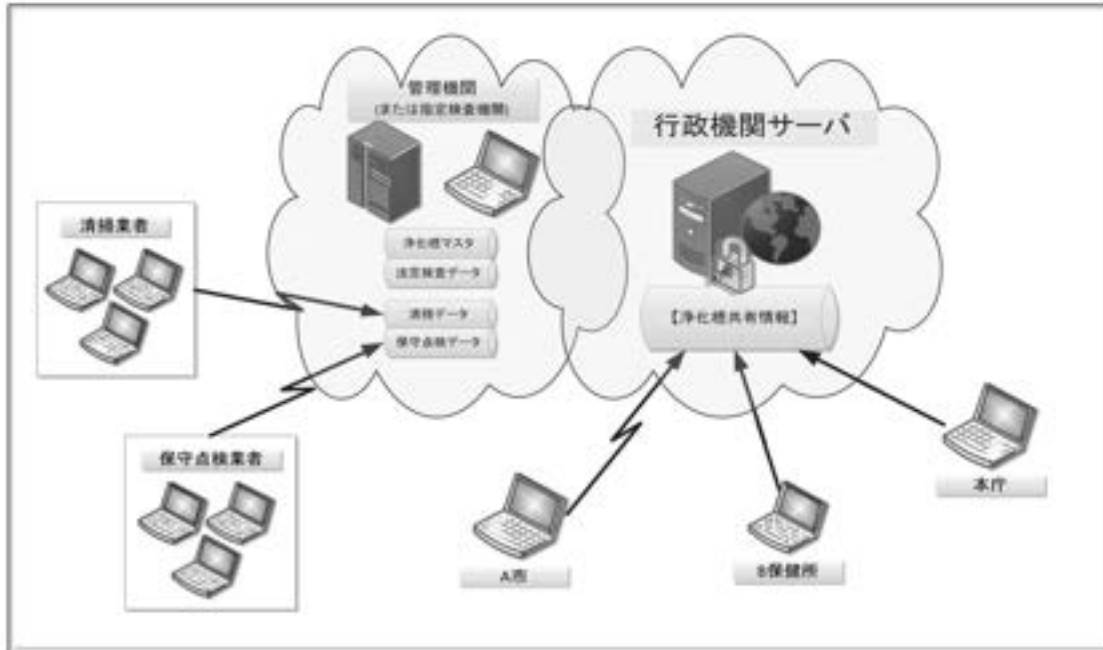 管理機関
(または指定検査機関)
行政機関サーバ
清掃業者
浄化槽マスタ
法定検査データ
清掃データ
保守点検データ
【浄化槽共有情報】
保守点検業者
本庁
A市
B保健所